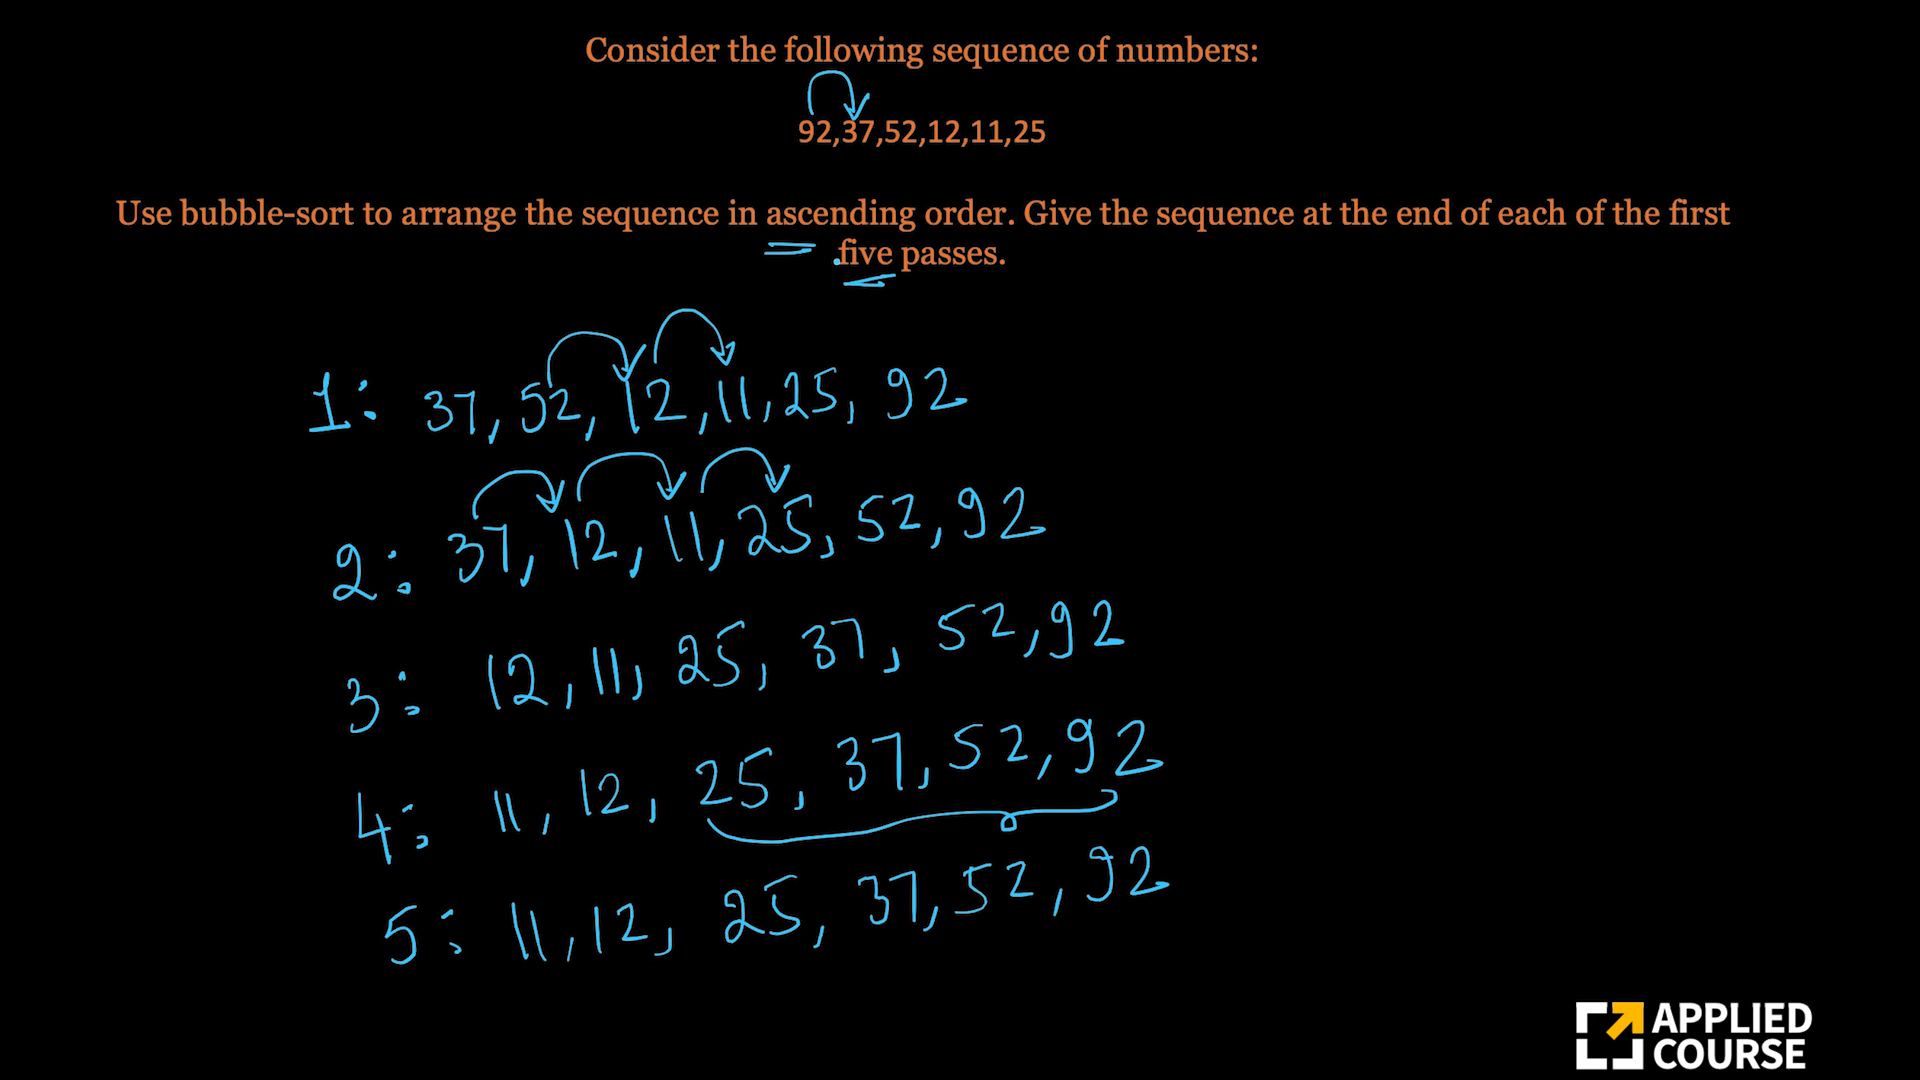 Consider the following sequence of numbers:
92,37,52,12,11,25
Use bubble-sort to arrange the sequence in ascending order. Give the sequence at the end of each of the first
five passes.
1: 37, 52, 12, 11, 25, 92
2: 37, 12, 11, 25, 52, 92
3: 12, 11, 25, 37, 52, 92
4: 11, 12, 25, 37, 52, 92
5: 11, 12, 25, 37, 52, 92
APPLIED
COURSE